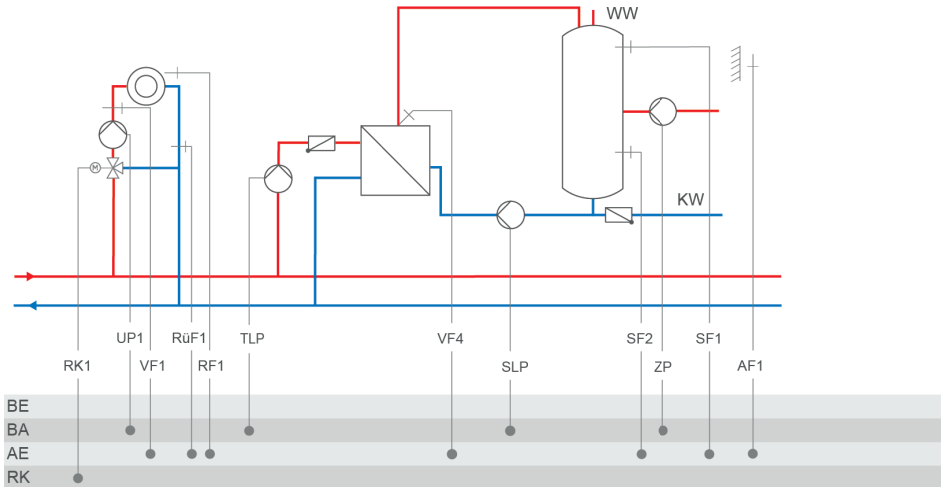 WW
M
KW
UP1 RüF1 TLP VF4 SF2 SF1
RK1 VF1 RF1 SLP ZP AF1
BE
BA
AE
RK